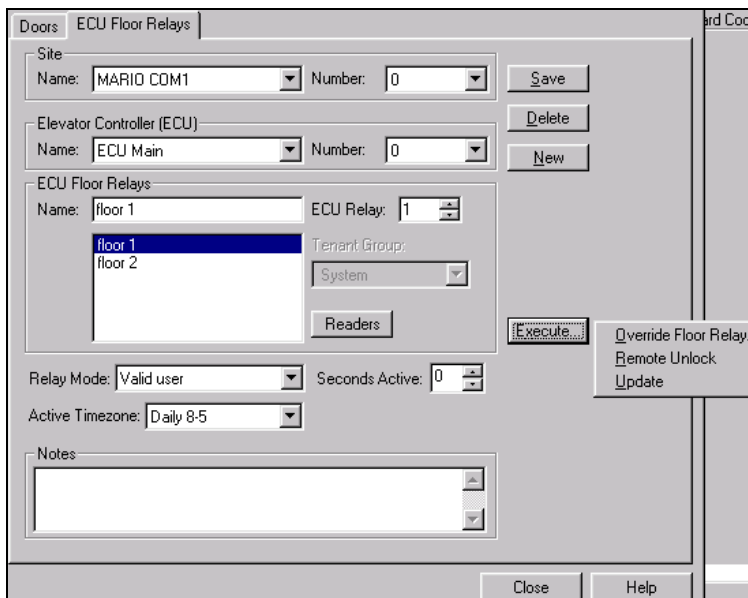 Doors ECU Floor Relays
Site
Name: MARIO COM1 Number: 0 Save
Elevator Controller (ECU) Delete
Name: ECU Main Number: 0 New
ECU Floor Relays
Name: floor 1 ECU Relay: 1
floor 1 Tenant Group:
floor 2 System
Readers Execute... Override Floor Relay
Remote Unlock
Relay Mode: Valid user Seconds Active: 0 Update
Active Timezone: Daily 8-5
Notes
Close Help